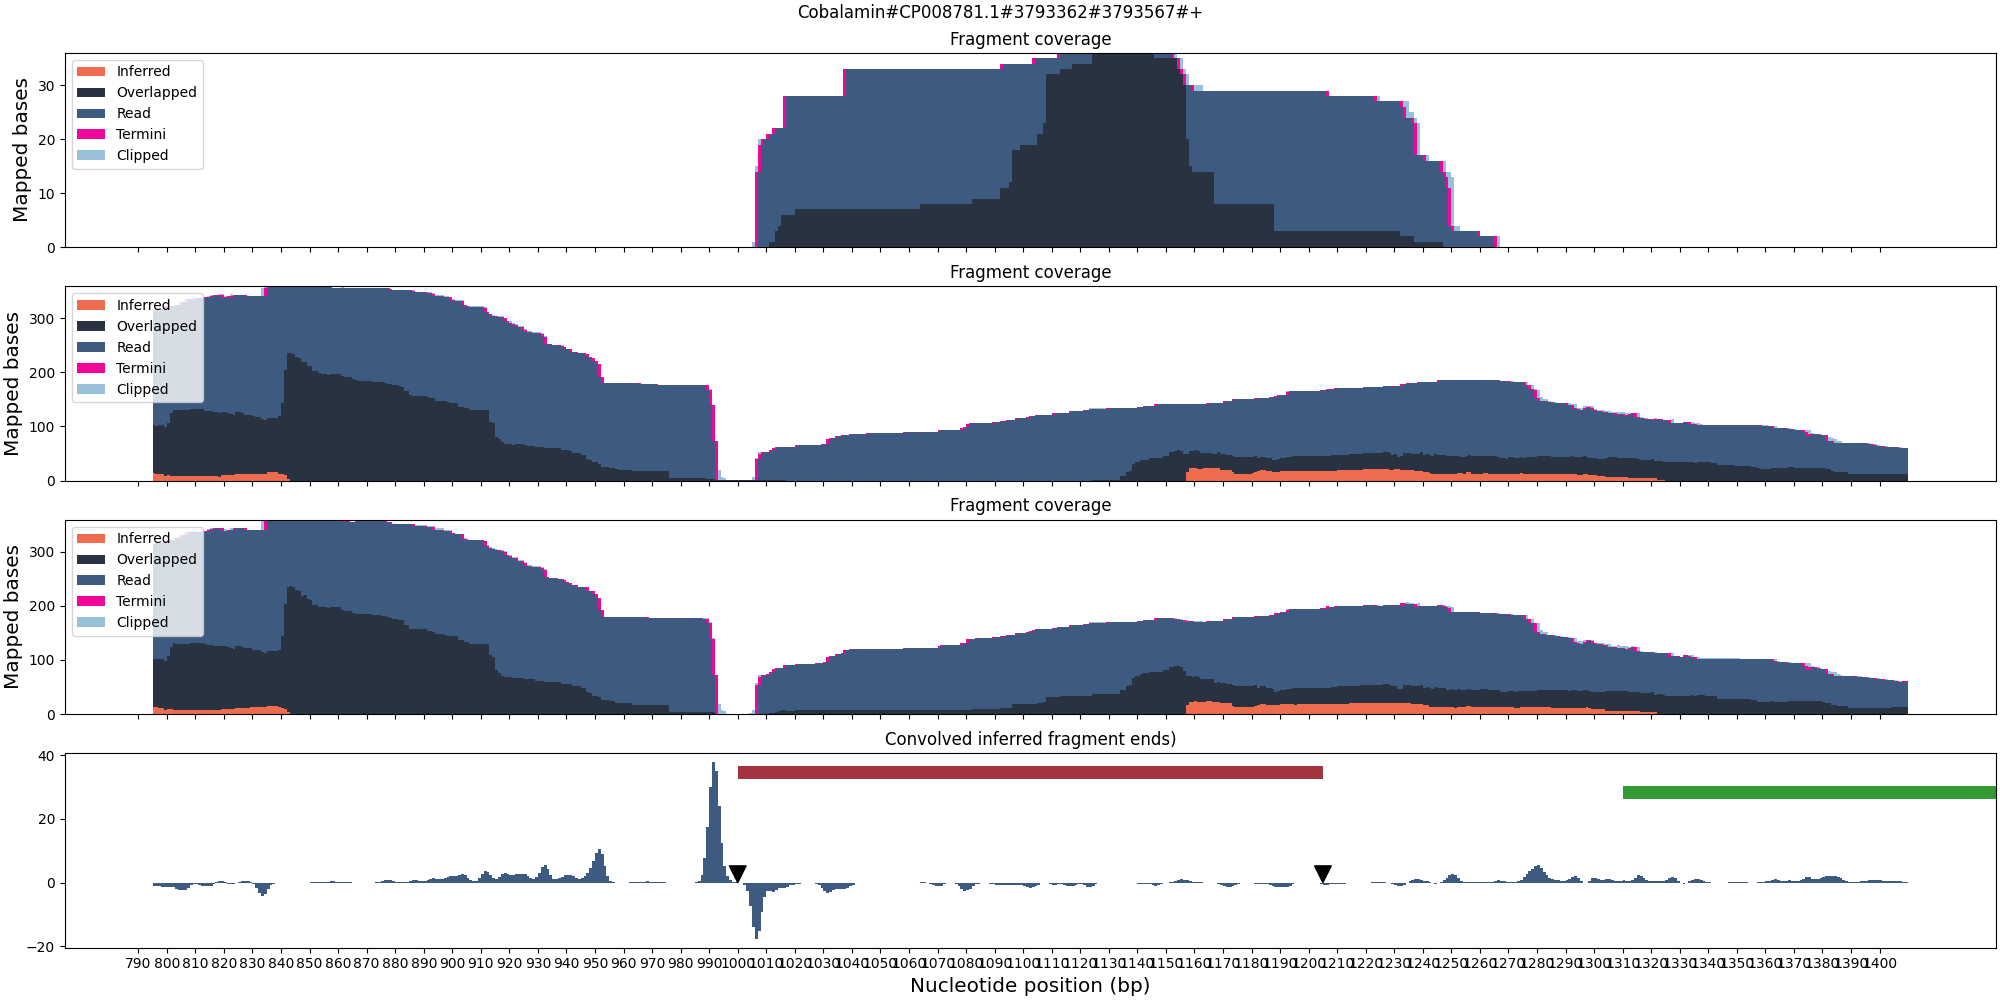 Cobalamin#CP008781.1#3793362#3793567#+
Fragment coverage
Mapped bases
30
20
10
0
Inferred
Overlapped
Read
Termini
Clipped
Fragment coverage
Mapped bases
300
200
100
0
Inferred
Overlapped
Read
Termini
Clipped
Fragment coverage
Mapped bases
300
200
100
0
Inferred
Overlapped
Read
Termini
Clipped
Convolved inferred fragment ends)
40
20
0
−20
790 800 810 820 830 840 850 860 870 880 890 900 910 920 930 940 950 960 970 980 990 1000 1010 1020 1030 1040 1050 1060 1070 1080 1090 1100 1110 1120 1130 1140 1150 1160 1170 1180 1190 1200 1210 1220 1230 1240 1250 1260 1270 1280 1290 1300 1310 1320 1330 1340 1350 1360 1370 1380 1390 1400
Nucleotide position (bp)